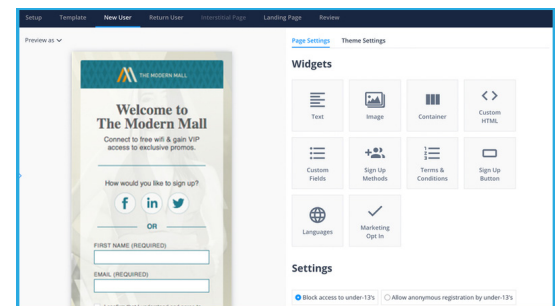 Setup Template New User Return User Interstitial Page Landing Page Review
Preview as
Page Settings Theme Settings
THE MODERN MALL
Welcome to
The Modern Mall
Connect to free wifi & gain VIP
access to exclusive promos.
How would you like to sign up?
f in
OR
FIRST NAME (REQUIRED)
EMAIL (REQUIRED)
Widgets
Text
Image
Container
Custom
HTML
Custom
Fields
Sign Up
Methods
Terms &
Conditions
Sign Up
Button
Languages
Marketing
Opt In
Settings
Block access to under-13's Allow anonymous registration by under-13's